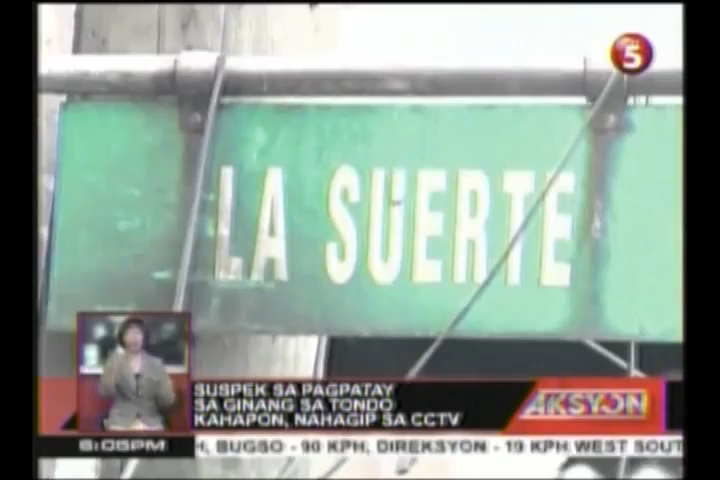 5
LA SUERTE
SUSPEK SA PAGPATAY
SA GINANG SA TONDO
KAHAPON, NAHAGIP SA CCTV
AKSYON
6:05PM
H, BUGSO - 90 KPH, DIREKSYON - 19 KPH WEST SOUT